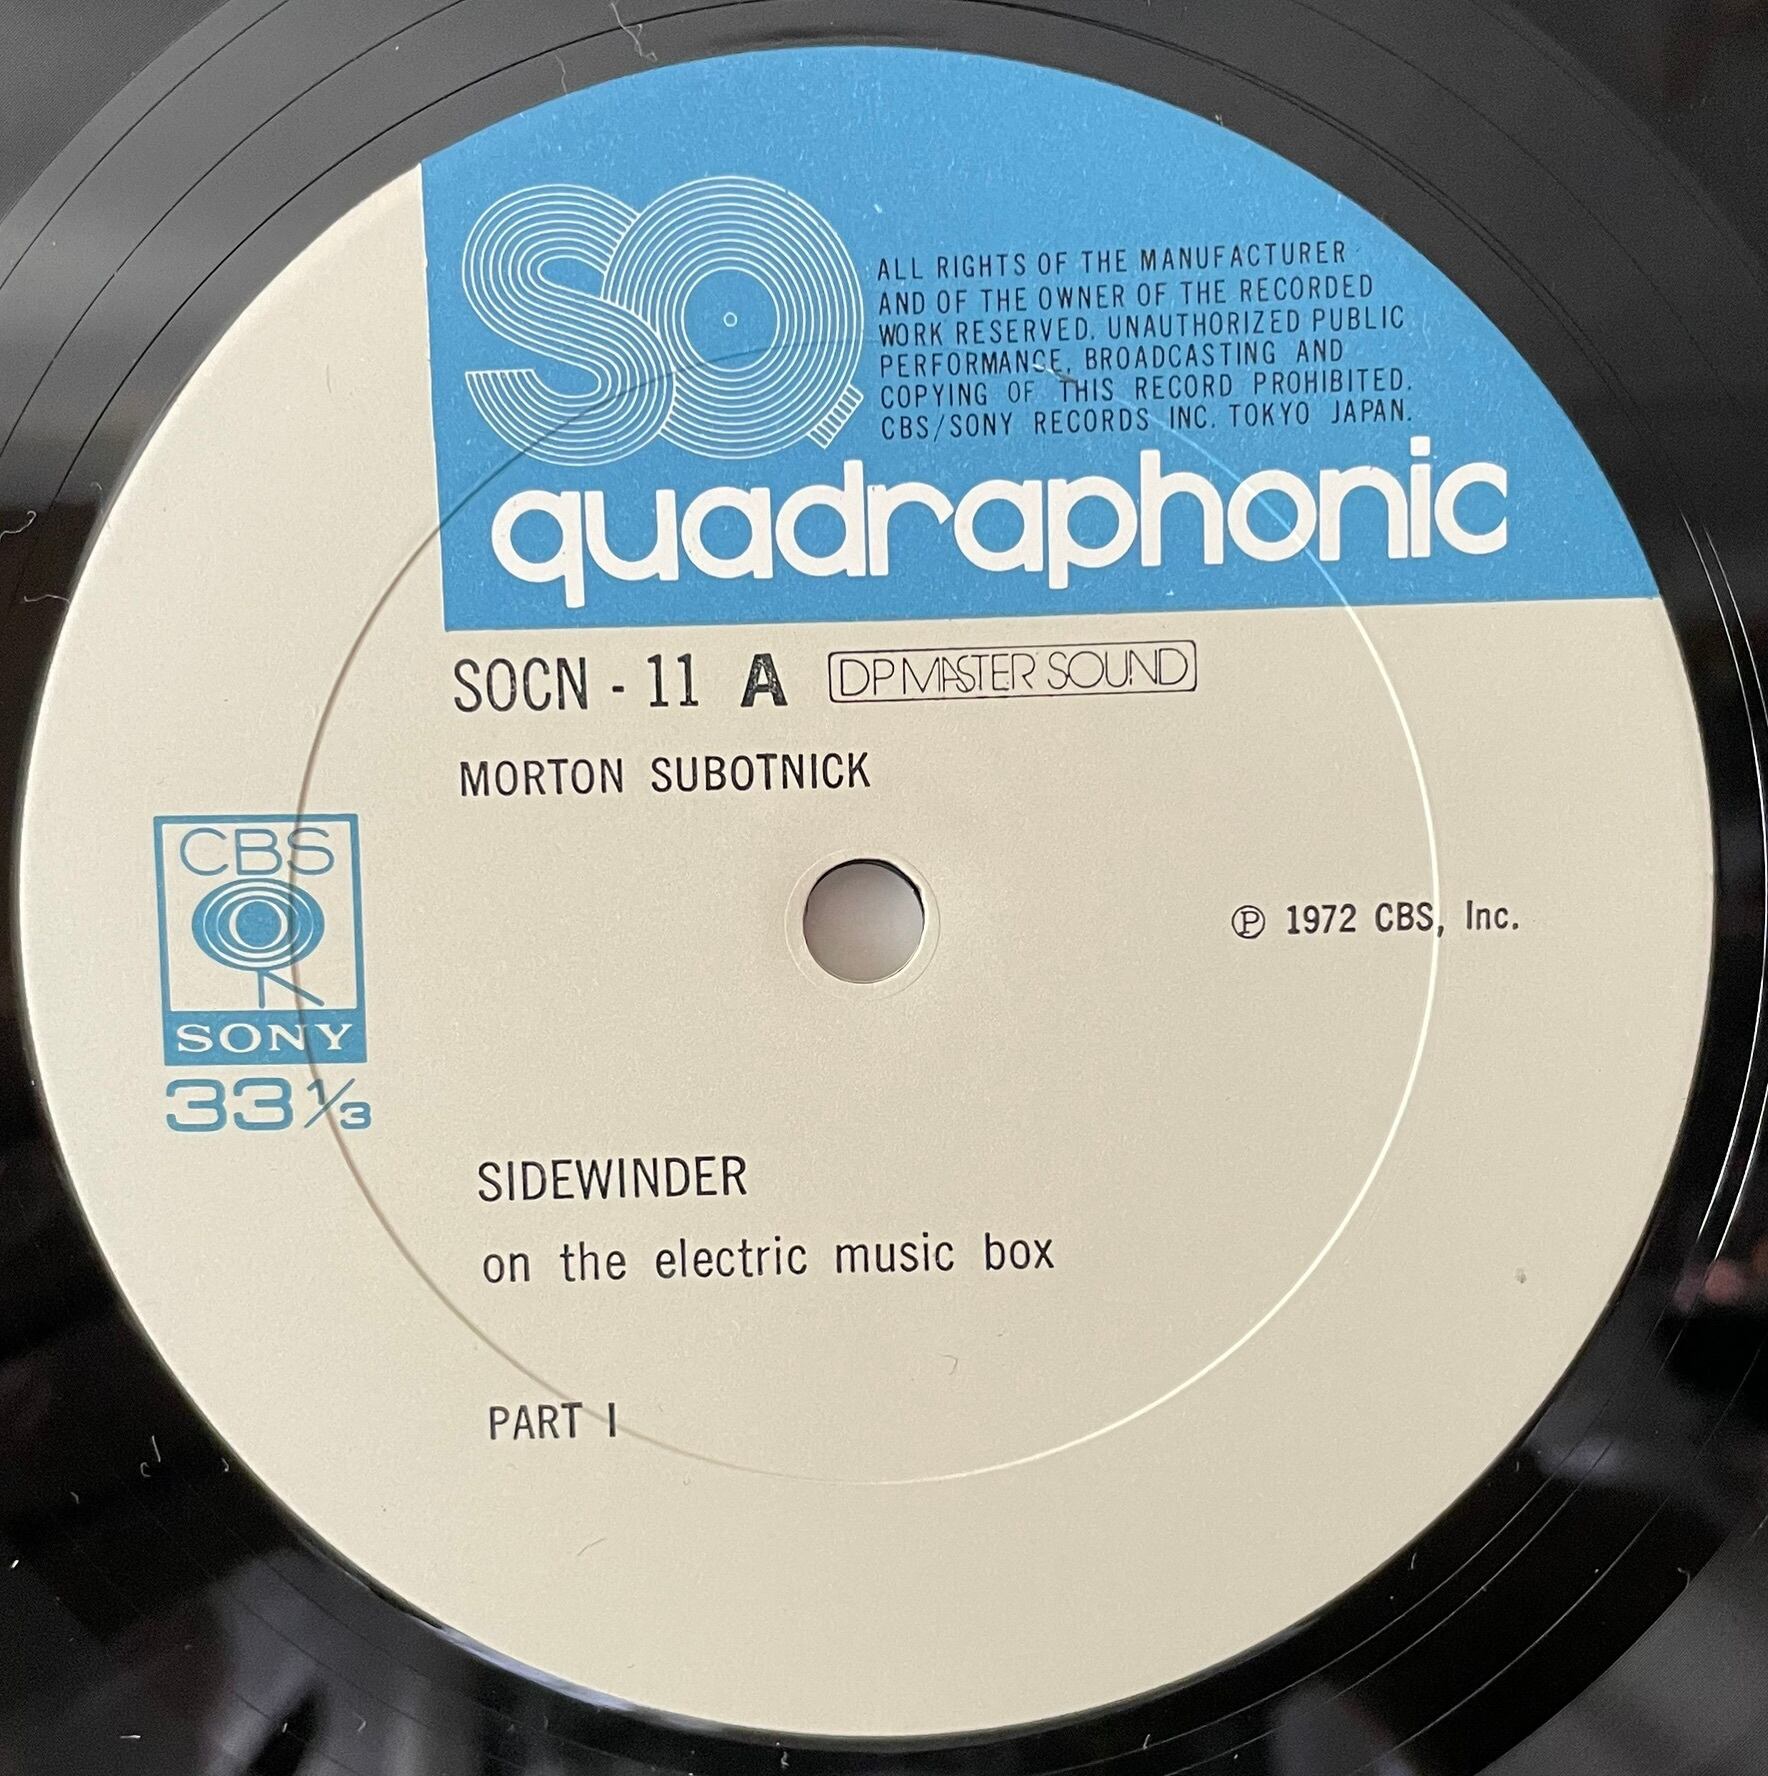 SQ
ALL RIGHTS OF THE MANUFACTURER
AND OF THE OWNER OF THE RECORDED
WORK RESERVED. UNAUTHORIZED PUBLIC
PERFORMANCE, BROADCASTING AND
COPYING OF THIS RECORD PROHIBITED.
CBS/SONY RECORDS INC. TOKYO JAPAN.
quadraphonic
SOCN - 11 A DP MASTER SOUND
MORTON SUBOTNICK
CBS
SONY
33 1/3
℗ 1972 CBS, Inc.
SIDEWINDER
on the electric music box
PART I